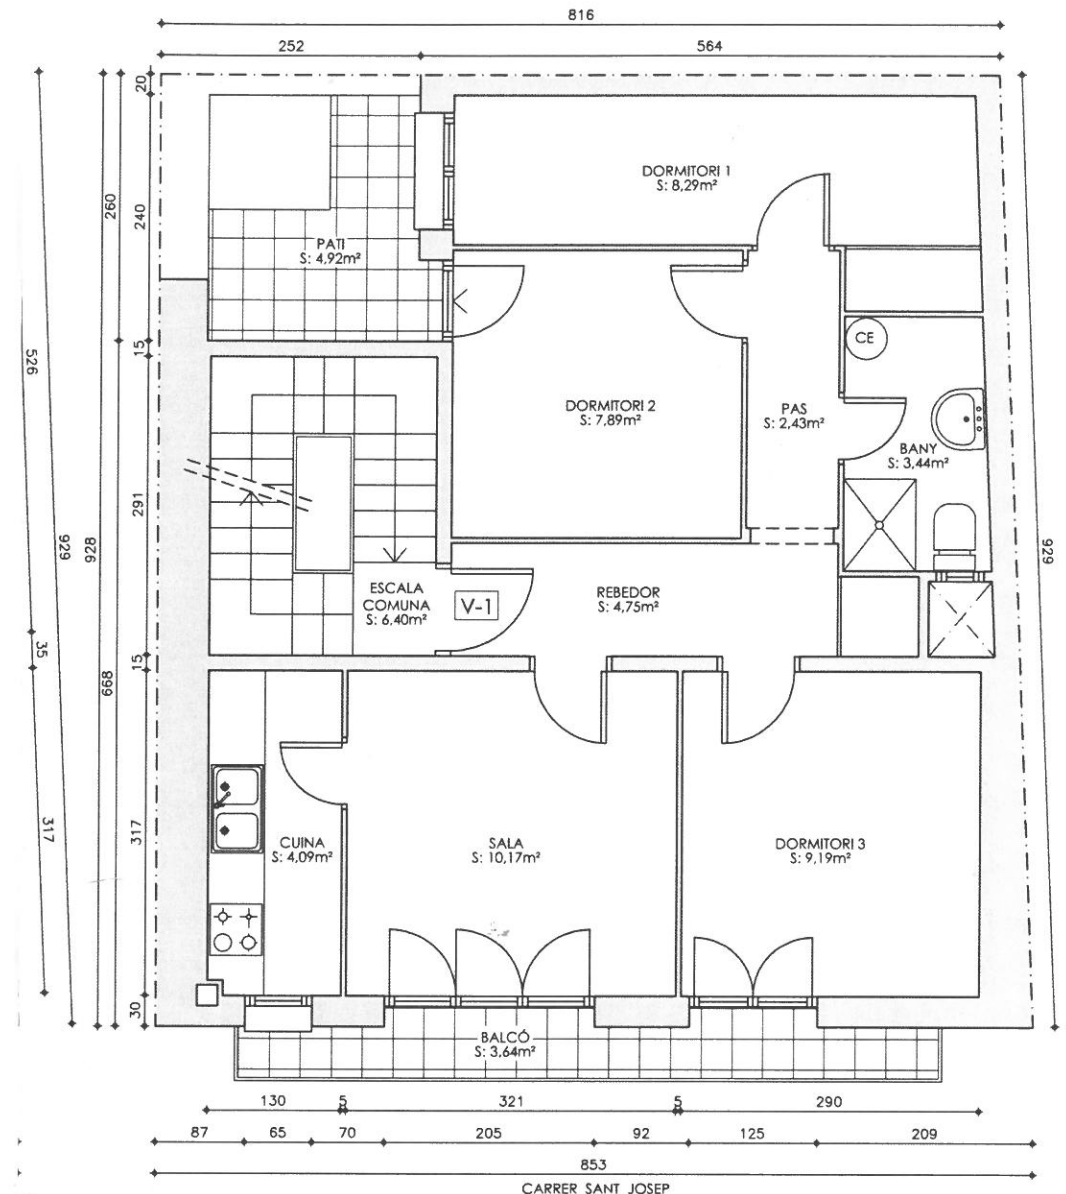 816
252
564
20
260
240
DORMITORI 1
S: 8,29m²
PATI
S: 4,92m²
15
526
CE
DORMITORI 2
S: 7,89m²
PAS
S: 2,43m²
BANY
S: 3,44m²
291
929
928
929
ESCALA
COMUNA
S: 6,40m²
V-1
REBEDOR
S: 4,75m²
35
15
668
317
317
CUINA
S: 4,09m²
SALA
S: 10,17m²
DORMITORI 3
S: 9,19m²
30
BALCÓ
S: 3,64m²
130
5
321
5
290
87
65
70
205
92
125
209
853
CARRER SANT JOSEP